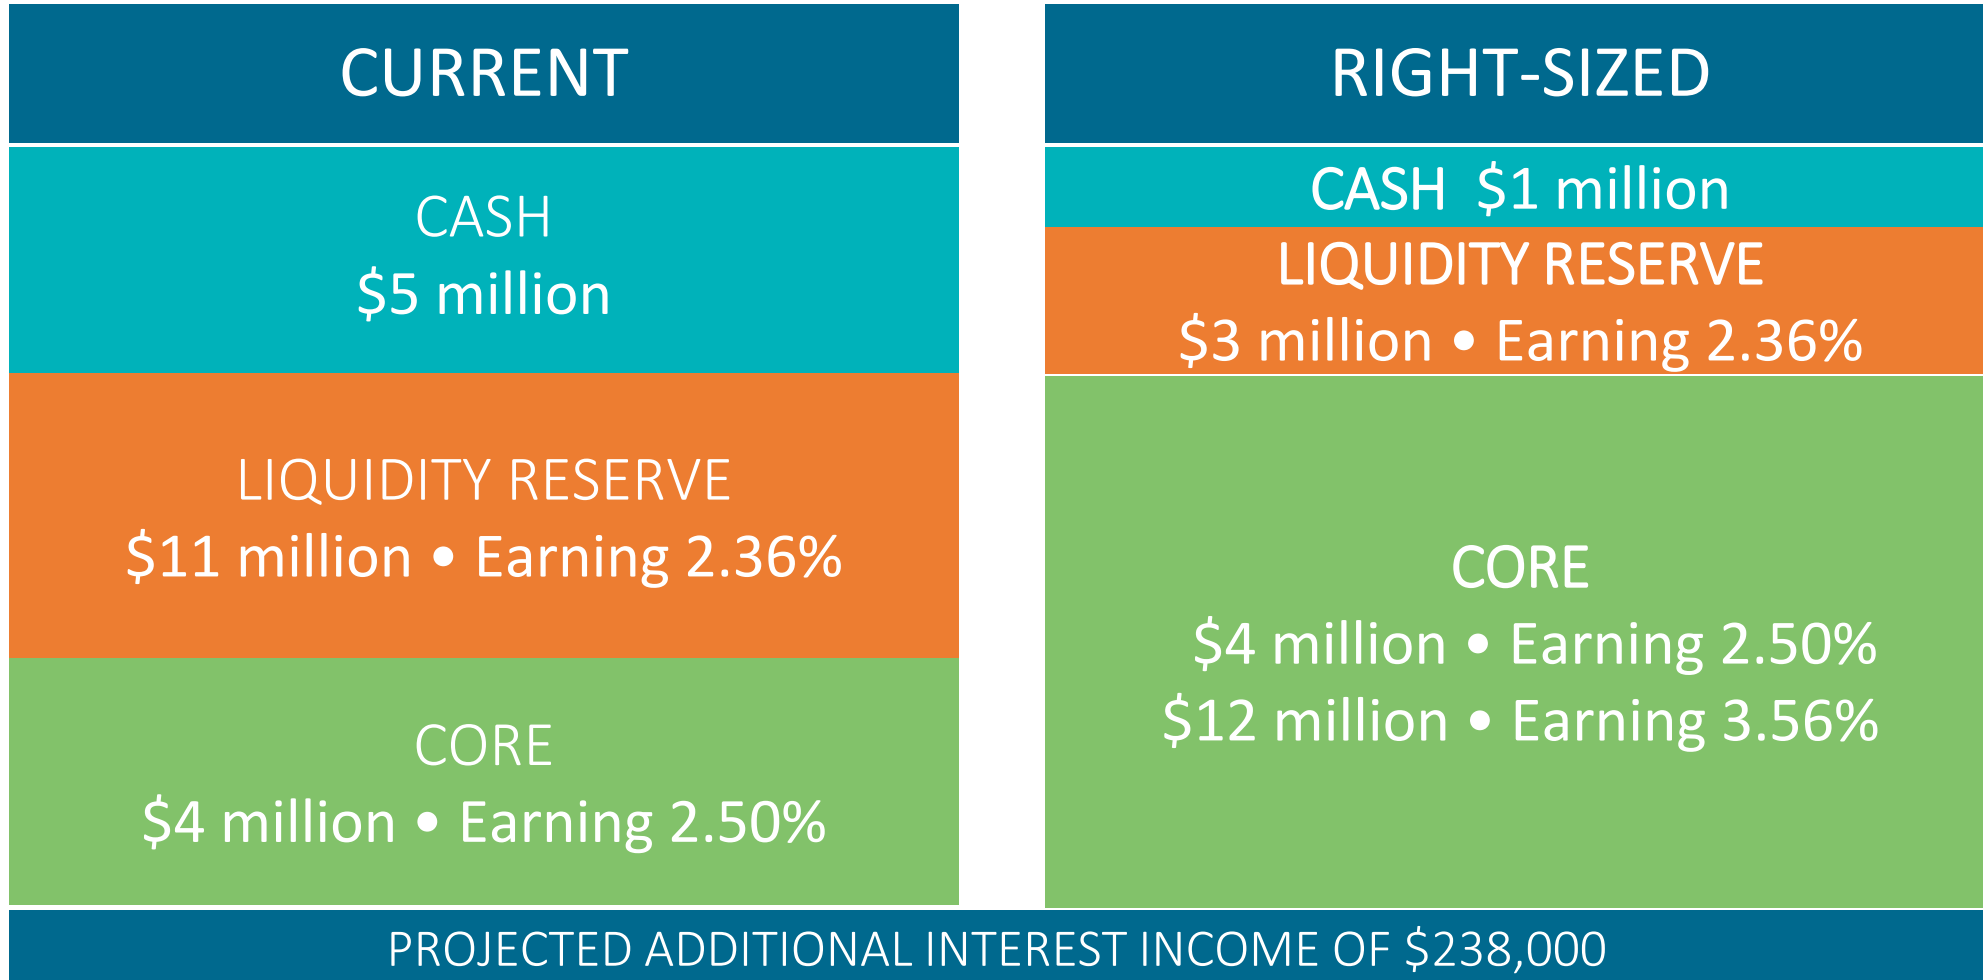 CURRENT
CASH
$5 million
LIQUIDITY RESERVE
$11 million • Earning 2.36%
CORE
$4 million • Earning 2.50%
RIGHT-SIZED
CASH $1 million
LIQUIDITY RESERVE
$3 million • Earning 2.36%
CORE
$4 million • Earning 2.50%
$12 million • Earning 3.56%
PROJECTED ADDITIONAL INTEREST INCOME OF $238,000